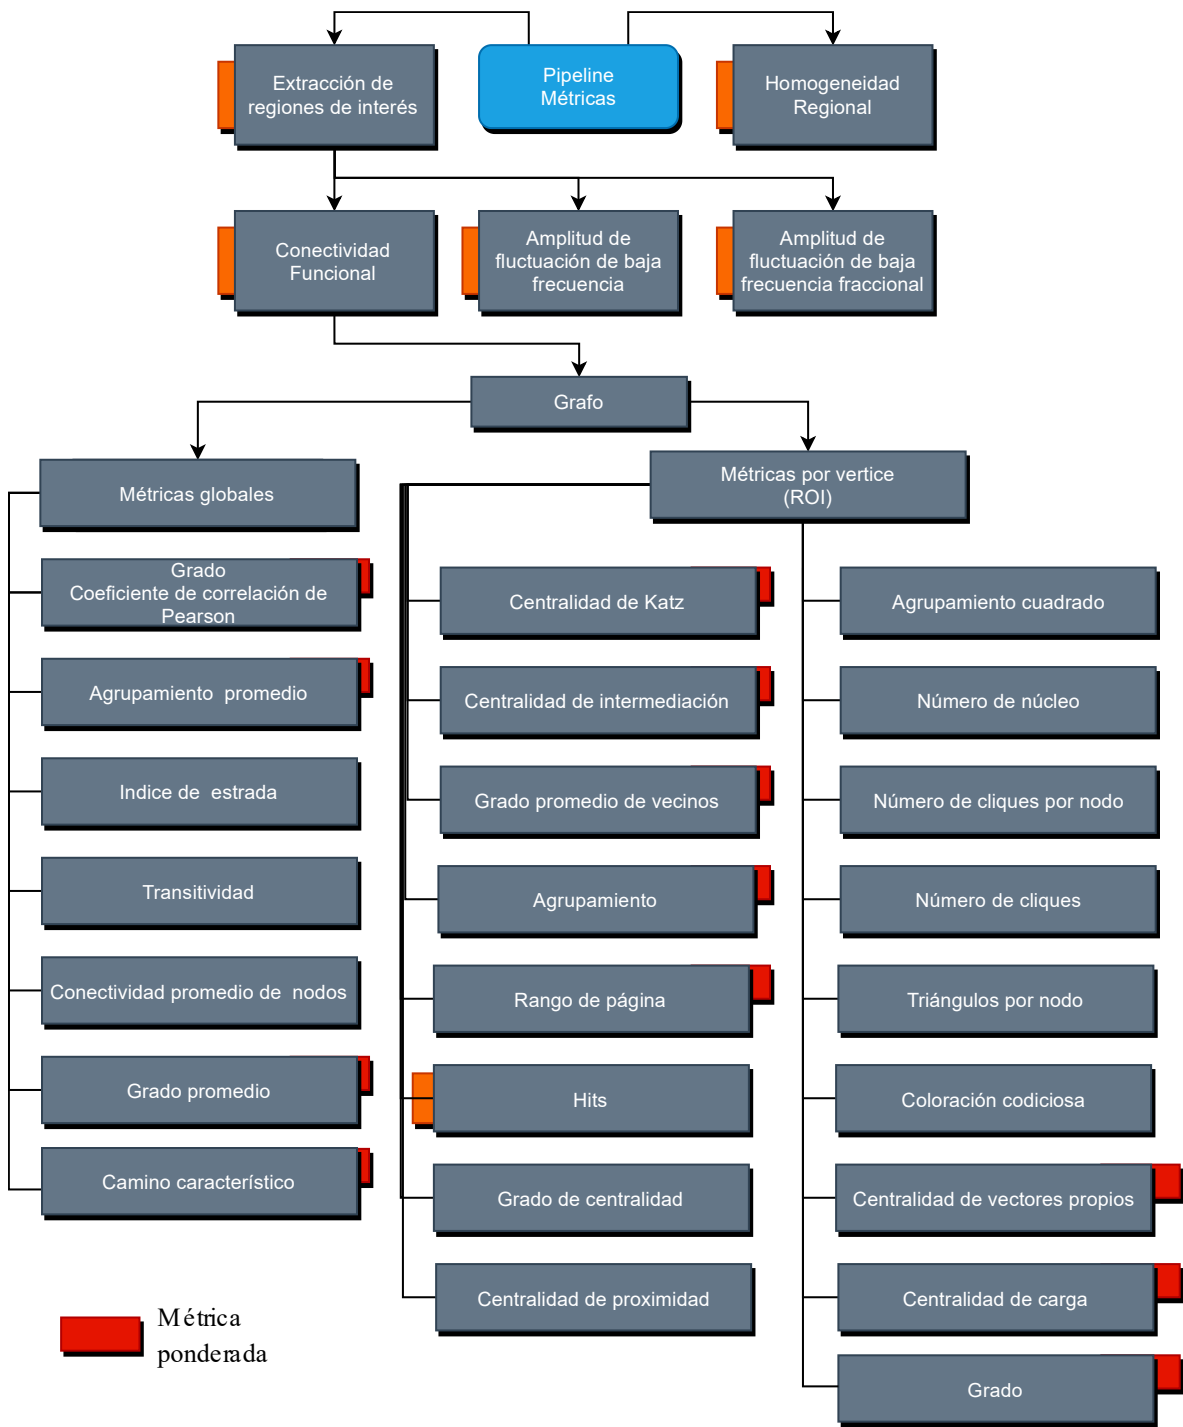 Pipeline
Métricas
Extracción de
regiones de interés
Homogeneidad
Regional
Conectividad
Funcional
Amplitud de
fluctuación de baja
frecuencia
Amplitud de
fluctuación de baja
frecuencia fraccional
Grafo
Métricas globales
Métricas por vertice
(ROI)
Grado
Coeficiente de correlación de
Pearson
Agrupamiento promedio
Indice de estrada
Transitividad
Conectividad promedio de nodos
Grado promedio
Camino característico
Centralidad de Katz
Centralidad de intermediación
Grado promedio de vecinos
Agrupamiento
Rango de página
Hits
Grado de centralidad
Centralidad de proximidad
Agrupamiento cuadrado
Número de núcleo
Número de cliques por nodo
Número de cliques
Triángulos por nodo
Coloración codiciosa
Centralidad de vectores propios
Centralidad de carga
Grado
Métrica
ponderada